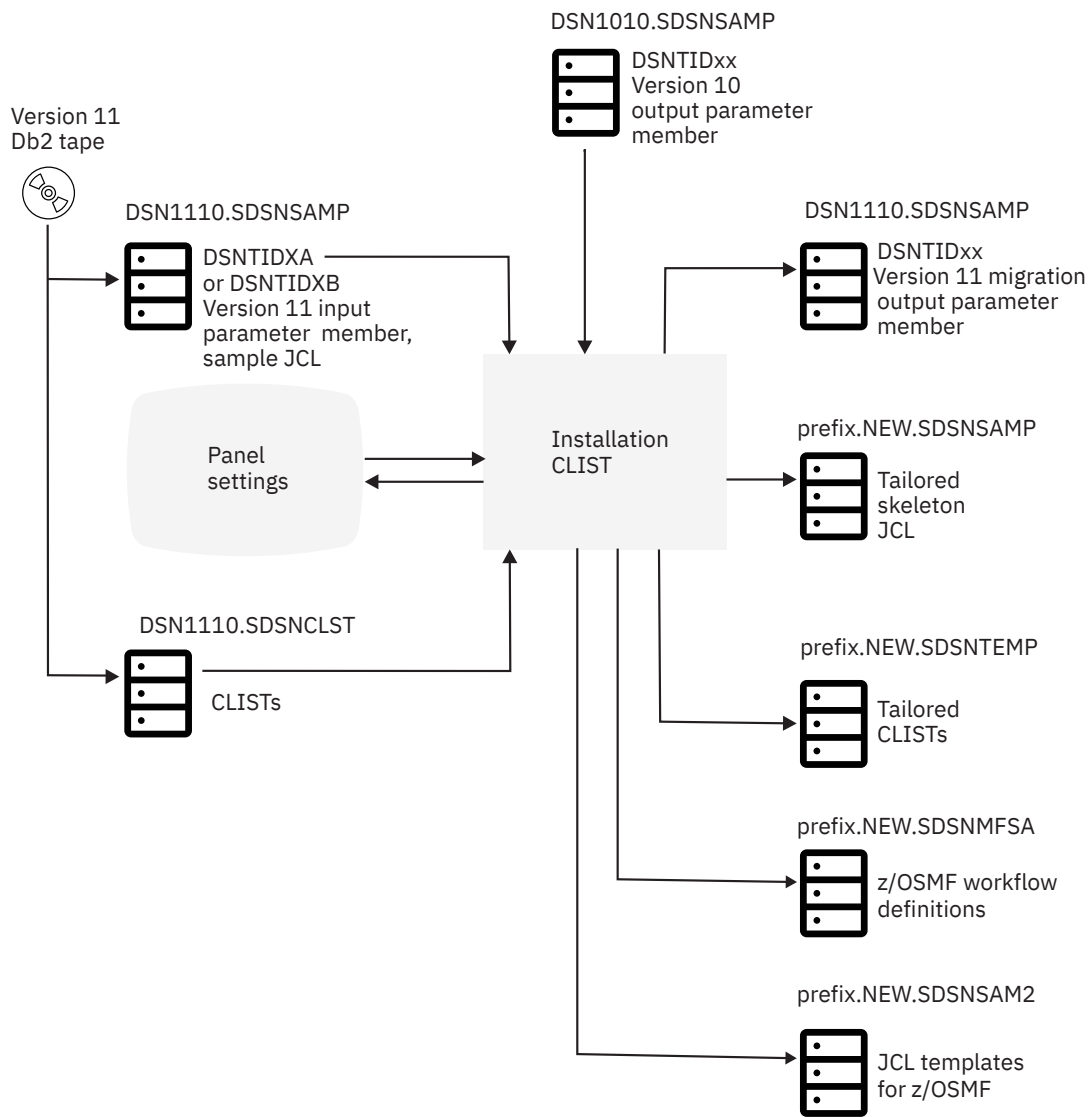 DSN1010.SDSNSAMP
DSNTIDxx
Version 10
output parameter
member
Version 11
Db2 tape
DSN1110.SDSNSAMP
DSNTIDXA
or DSNTIDXB
Version 11 input
parameter member,
sample JCL
DSN1110.SDSNSAMP
DSNTIDxx
Version 11 migration
output parameter
member
Panel
settings
Installation
CLIST
prefix.NEW.SDSNSAMP
Tailored
skeleton
JCL
DSN1110.SDSNCLST
CLISTs
prefix.NEW.SDSNTEMP
Tailored
CLISTs
prefix.NEW.SDSNMFSA
z/OSMF workflow
definitions
prefix.NEW.SDSNSAM2
JCL templates
for z/OSMF